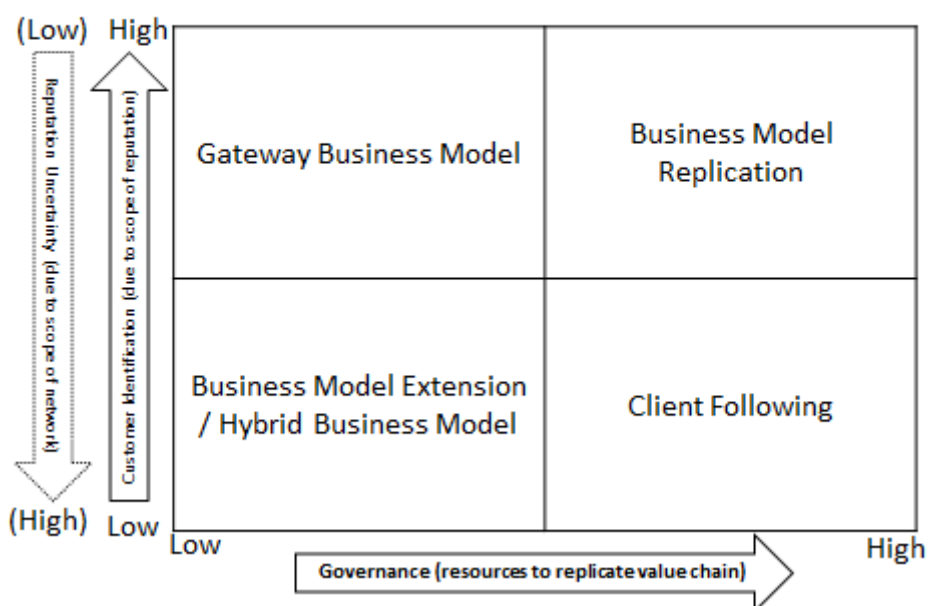 (Low)
High
Reputation Uncertainty (due to scope of network)
Customer Identification (due to scope of reputation)
Gateway Business Model
Business Model
Replication
Business Model Extension
/ Hybrid Business Model
Client Following
(High)
Low
Low
High
Governance (resources to replicate value chain)